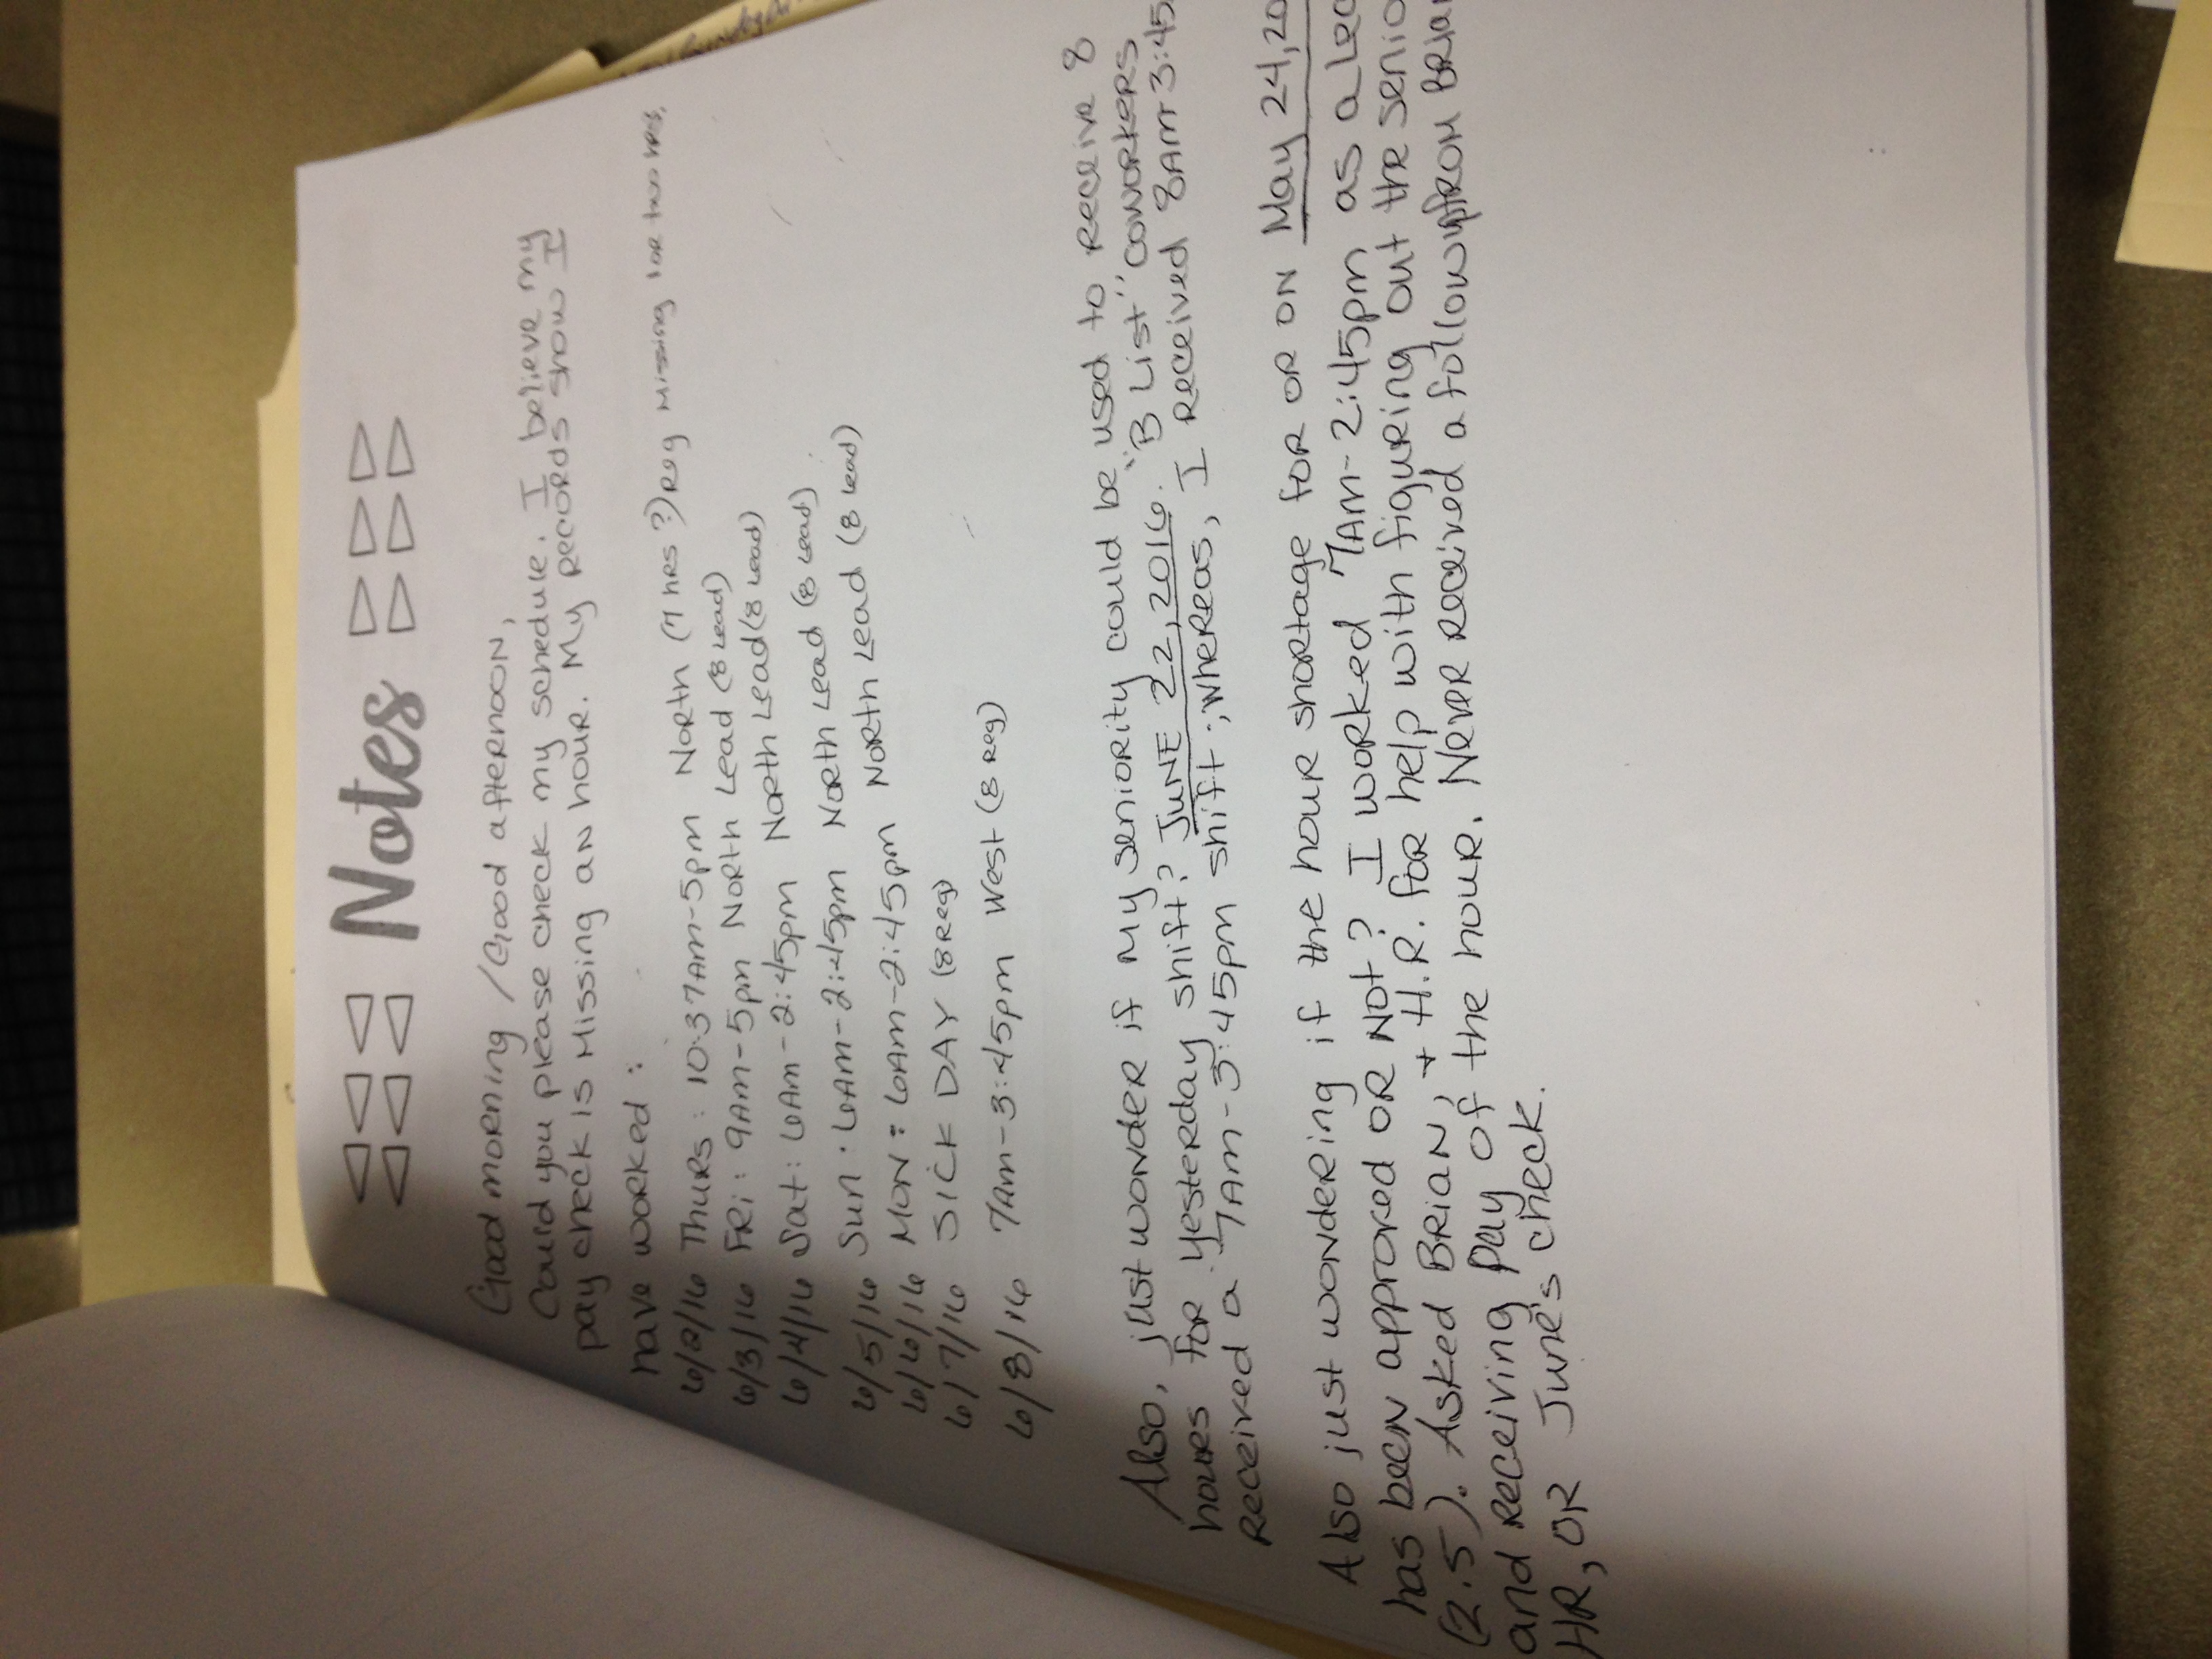 Notes
Good morning / Good afternoon,
Could you please check my schedule. I believe my
pay check is missing an hour. My records show I
have worked :
6/2/16 Thurs : 10:37AM-5pm North (7 hrs ?) Reg missing 1 or two hrs.
6/3/16 FRi : 9AM-5pm North Lead (8 Lead)
6/4/16 Sat: 6AM-2:45pm North Lead (8 Lead)
6/5/16 Sun : 6AM-2:45pm North Lead (8 Lead)
6/6/16 MON : 6AM-2:45pm North Lead (8 Lead)
6/7/16 SICK DAY (8 Reg)
6/8/16 7AM-3:45pm West (8 Reg)
Also, just wonder if my seniority could be used to receive 8
hours for yesterday shift? JUNE 22, 2016. "B List" coworkers
received a 7AM-3:45pm shift ; whereas, I received 8AM-3:45
Also just wondering if the hour shortage for or on May 24, 20
has been approved or not? I worked 7AM-2:45pm as a Lea
(2.5). Asked BRIAN, + H.R. for help with figuring out the senio
and receiving pay of the hour. Never received a followup from Bria
HR, OR June's check.